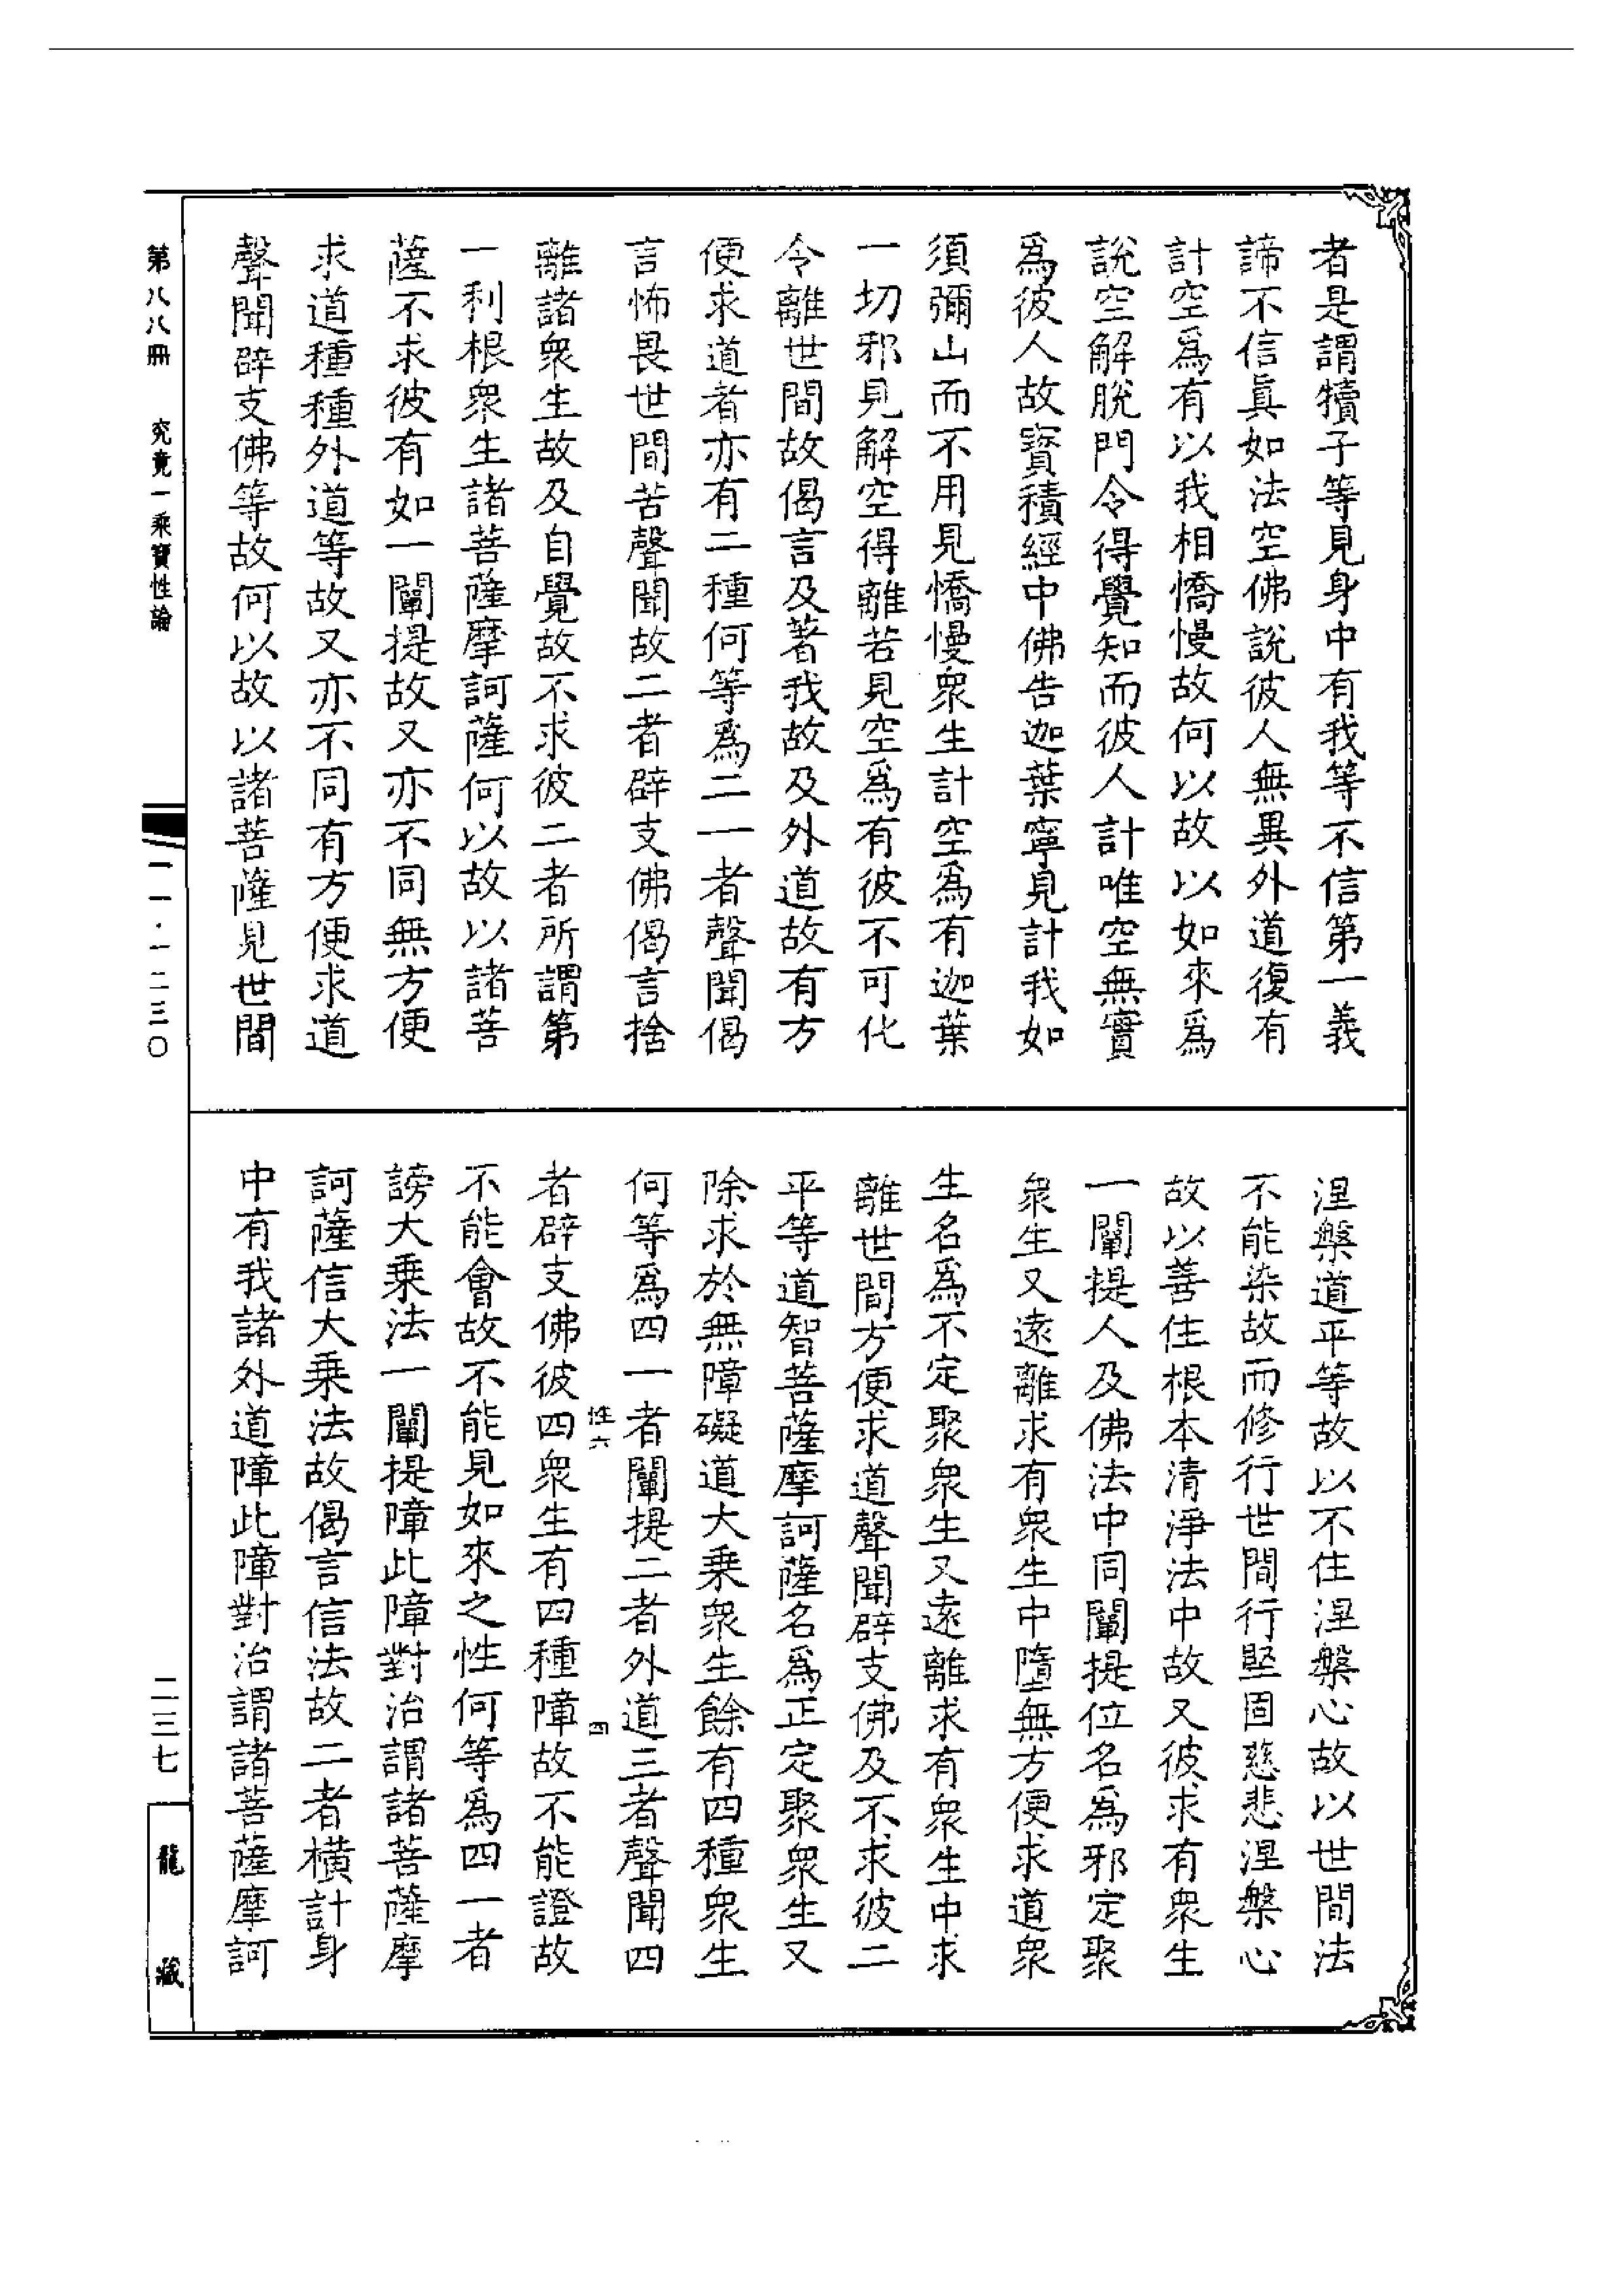 者是謂犢子等見身中有我等不信第一義
諦不信眞如法空佛說彼人無異外道復有
計空爲有以我相憍慢故何以故以如來爲
說空解脫門令得覺知而彼人計唯空無實
爲彼人故寶積經中佛告迦葉寧見計我如
須彌山而不用見憍慢衆生計空爲有迦葉
一切邪見解空得離若見空爲有彼不可化
令離世間故偈言及著我故及外道故有方
便求道者亦有二種何等爲二一者聲聞偈
言怖畏世間苦聲聞故二者辟支佛偈言捨
離諸衆生故及自覺故不求彼二者所謂第
一利根衆生諸菩薩摩訶薩何以故以諸菩
薩不求彼有如一闡提故又亦不同無方便
求道種種外道等故又亦不同有方便求道
聲聞辟支佛等故何以故以諸菩薩見世間
涅槃道平等故以不住涅槃心故以世間法
不能染故而修行世間行堅固慈悲涅槃心
故以善住根本清淨法中故又彼求有衆生
一闡提人及佛法中同闡提位名爲邪定聚
衆生又遠離求有衆生中墮無方便求道衆
生名爲不定聚衆生又遠離求有衆生中求
離世間方便求道聲聞辟支佛及不求彼二
平等道智菩薩摩訶薩名爲正定聚衆生又
除求於無障礙道大乘衆生餘有四種衆生
何等爲四一者闡提二者外道三者聲聞四
性六 四
者辟支佛彼四衆生有四種障故不能證故
不能會故不能見如來之性何等爲四一者
謗大乘法一闡提障此障對治謂諸菩薩摩
訶薩信大乘法故偈言信法故二者橫計身
中有我諸外道障此障對治謂諸菩薩摩訶
第八八冊 究竟一乘寶性論
一一·一二三〇
二三七
龍藏